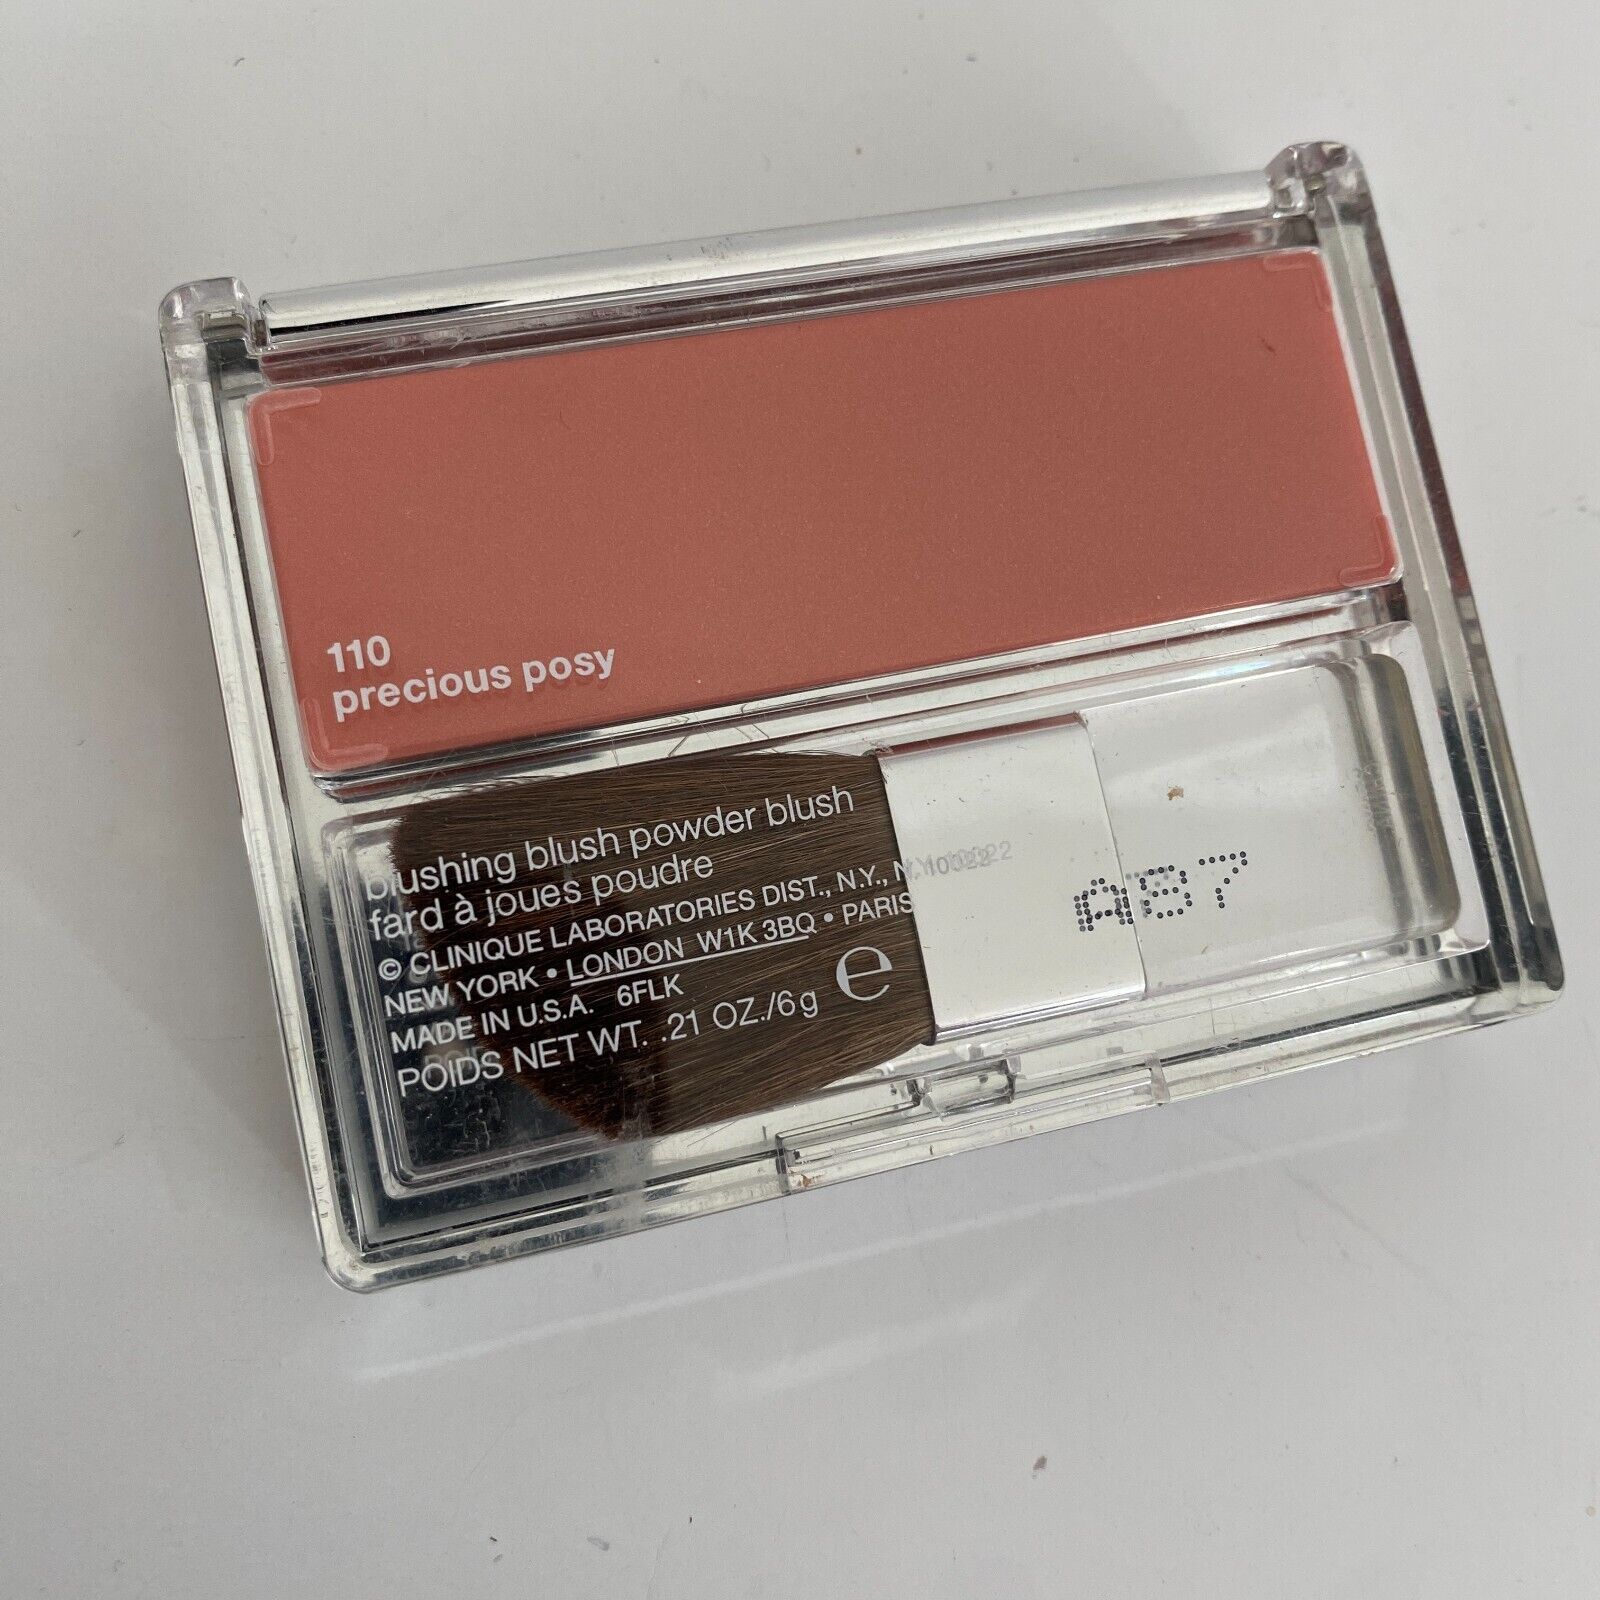 110
precious posy
blushing blush powder blush
fard à joues poudre
© CLINIQUE LABORATORIES DIST., N.Y., N.Y. 10022
NEW YORK • LONDON W1K 3BQ • PARIS
MADE IN U.S.A. 6FLK
POIDS NET WT. .21 OZ./6 g e
A87